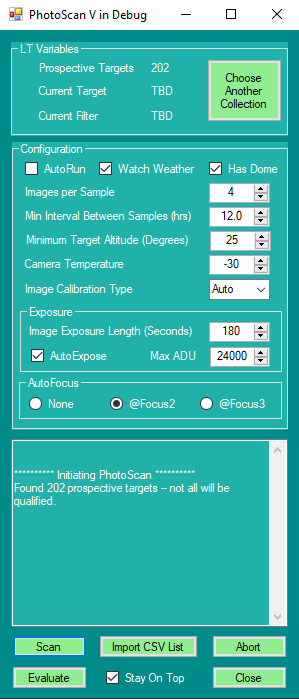 PhotoScan V in Debug
LT Variables
Prospective Targets 202
Current Target TBD
Current Filter TBD
Choose
Another
Collection
Configuration
AutoRun Watch Weather Has Dome
Images per Sample 4
Min Interval Between Samples (hrs) 12.0
Minimum Target Altitude (Degrees) 25
Camera Temperature -30
Image Calibration Type Auto
Exposure
Image Exposure Length (Seconds) 180
AutoExpose Max ADU 24000
AutoFocus
None @Focus2 @Focus3
********** Initiating PhotoScan **********
Found 202 prospective targets -- not all will be
qualified.
Scan Import CSV List Abort
Evaluate Stay On Top Close